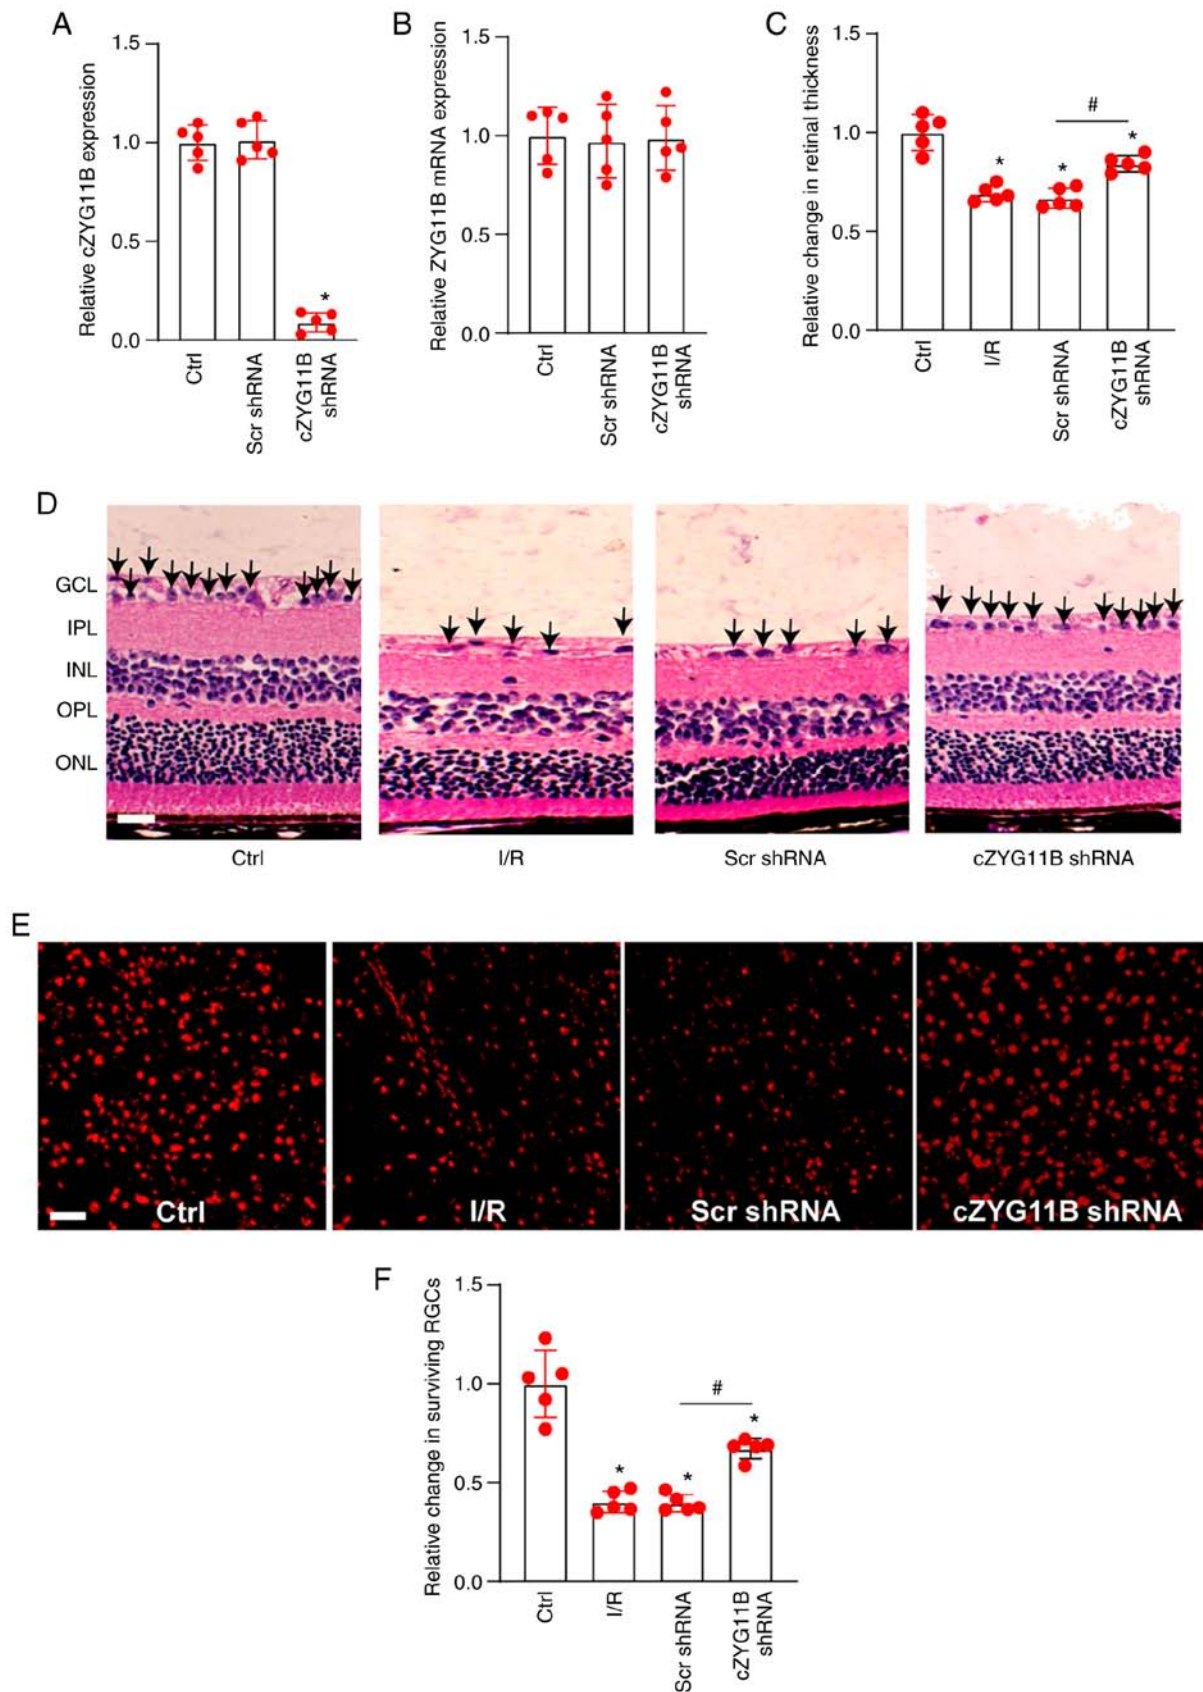 A
Relative cZYG11B expression
1.5
1.0
0.5
0.0
*
Ctrl
Scr shRNA
cZYG11B
shRNA
B
Relative ZYG11B mRNA expression
1.5
1.0
0.5
0.0
Ctrl
Scr shRNA
cZYG11B
shRNA
C
Relative change in retinal thickness
1.5
1.0
0.5
0.0
#
*
*
*
Ctrl
I/R
Scr shRNA
cZYG11B
shRNA
D
GCL
IPL
INL
OPL
ONL
Ctrl
I/R
Scr shRNA
cZYG11B shRNA
E
Ctrl
I/R
Scr shRNA
cZYG11B shRNA
F
Relative change in surviving RGCs
1.5
1.0
0.5
0.0
#
*
*
*
Ctrl
I/R
Scr shRNA
cZYG11B
shRNA